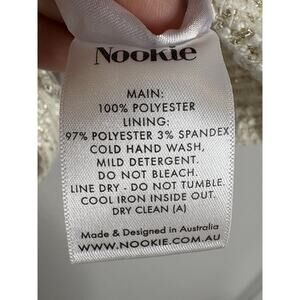 Nookie
MAIN:
100% POLYESTER
LINING:
97% POLYESTER 3% SPANDEX
COLD HAND WASH,
MILD DETERGENT.
DO NOT BLEACH.
LINE DRY - DO NOT TUMBLE.
COOL IRON INSIDE OUT.
DRY CLEAN (A)
Made & Designed in Australia
WWW.NOOKIE.COM.AU